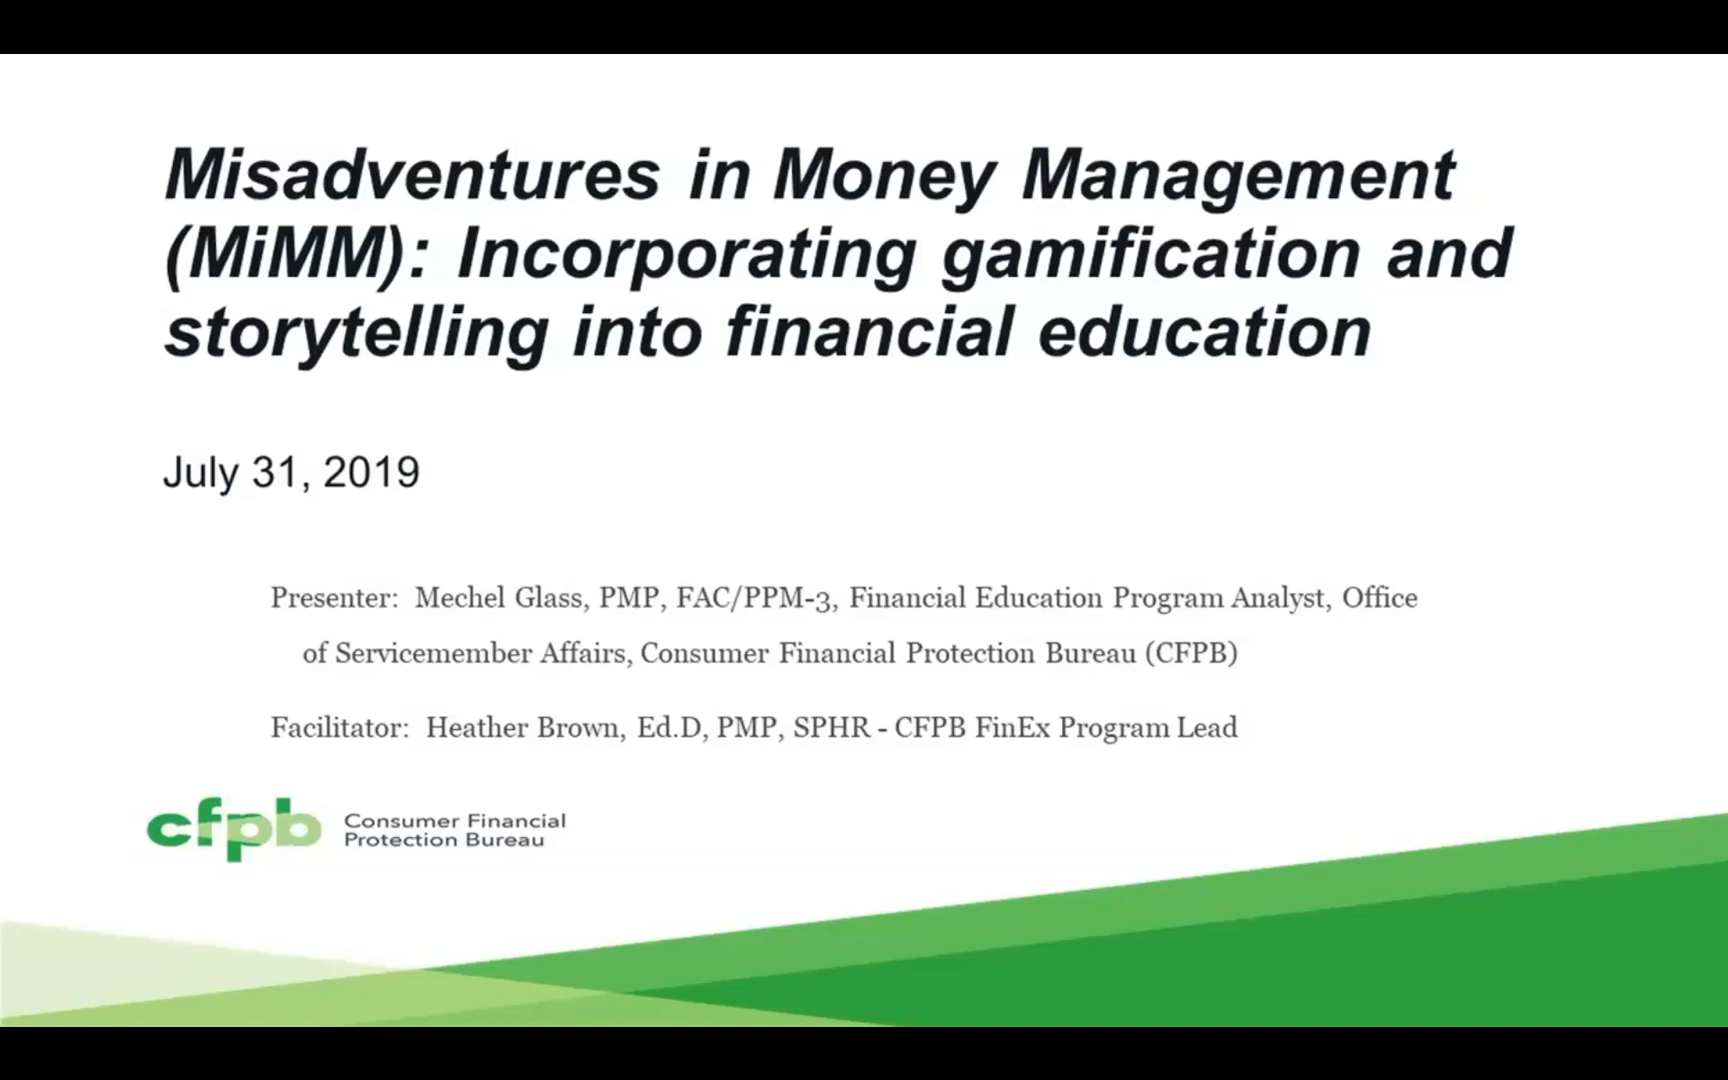 Misadventures in Money Management
(MiMM): Incorporating gamification and
storytelling into financial education
July 31, 2019
Presenter: Mechel Glass, PMP, FAC/PPM-3, Financial Education Program Analyst, Office
of Servicemember Affairs, Consumer Financial Protection Bureau (CFPB)
Facilitator: Heather Brown, Ed.D, PMP, SPHR - CFPB FinEx Program Lead
cfpb
Consumer Financial
Protection Bureau